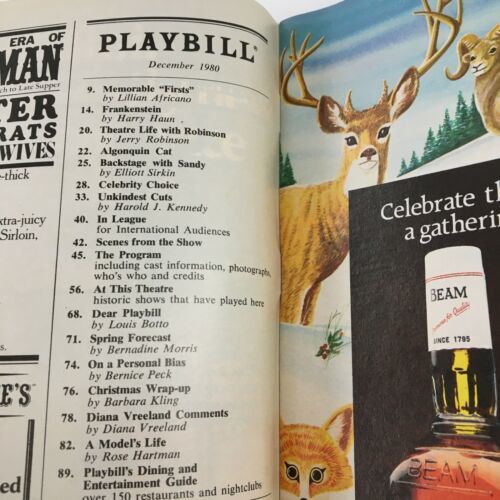 ERA OF
MAN
ch to Late Supper
TER
RATS
WIVES
e-thick
xtra-juicy
Sirloin,
E'S™
PLAYBILL®
December 1980
9. Memorable "Firsts"
by Lillian Africano
14. Frankenstein
by Harry Haun
20. Theatre Life with Robinson
by Jerry Robinson
22. Algonquin Cat
25. Backstage with Sandy
by Elliott Sirkin
28. Celebrity Choice
33. Unkindest Cuts
by Harold J. Kennedy
40. In League
for International Audiences
42. Scenes from the Show
45. The Program
including cast information, photographs,
who's who and credits
56. At This Theatre
historic shows that have played here
68. Dear Playbill
by Louis Botto
71. Spring Forecast
by Bernadine Morris
74. On a Personal Bias
by Bernice Peck
76. Christmas Wrap-up
by Barbara Kling
78. Diana Vreeland Comments
by Diana Vreeland
82. A Model's Life
by Rose Hartman
89. Playbill's Dining and
Entertainment Guide
over 150 restaurants and nightclubs
Celebrate th
a gatherin
BEAM
SINCE 1795
BEAM